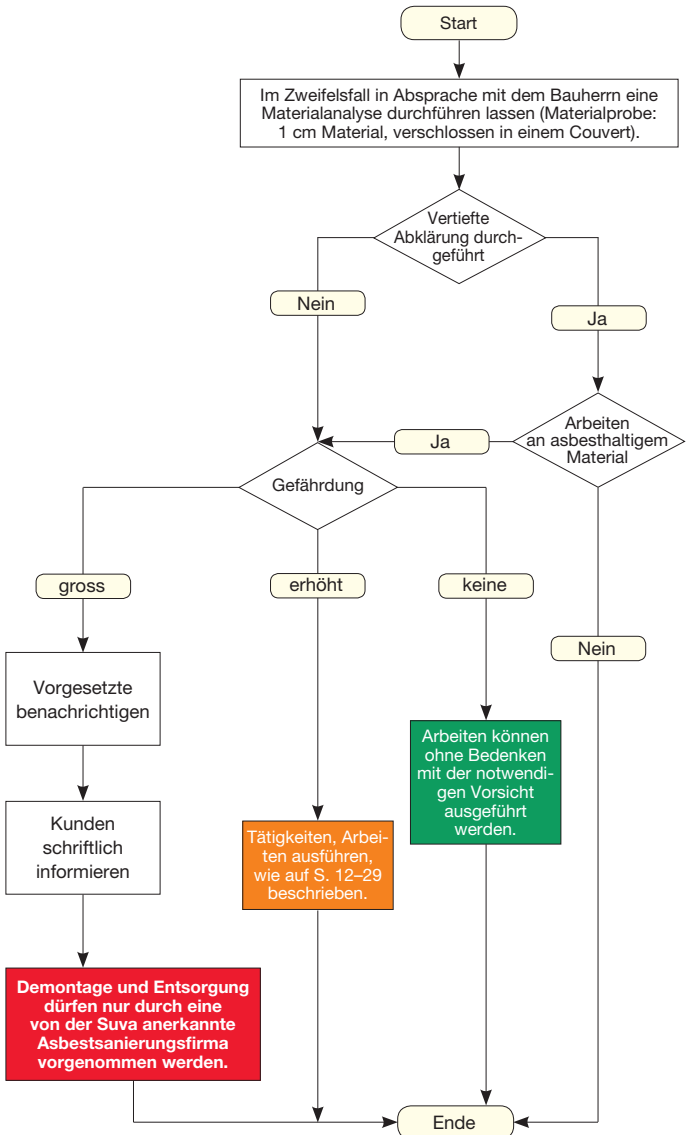 Start
Im Zweifelsfall in Absprache mit dem Bauherrn eine
Materialanalyse durchführen lassen (Materialprobe:
1 cm Material, verschlossen in einem Couvert).
Vertiefte
Abklärung durch-
geführt
Nein
Ja
Arbeiten
an asbesthaltigem
Material
Ja
Gefährdung
gross
erhöht
keine
Nein
Vorgesetzte
benachrichtigen
Arbeiten können
ohne Bedenken
mit der notwendi-
gen Vorsicht
ausgeführt
werden.
Kunden
schriftlich
informieren
Tätigkeiten, Arbei-
ten ausführen,
wie auf S. 12–29
beschrieben.
Demontage und Entsorgung
dürfen nur durch eine
von der Suva anerkannte
Asbestsanierungsfirma
vorgenommen werden.
Ende